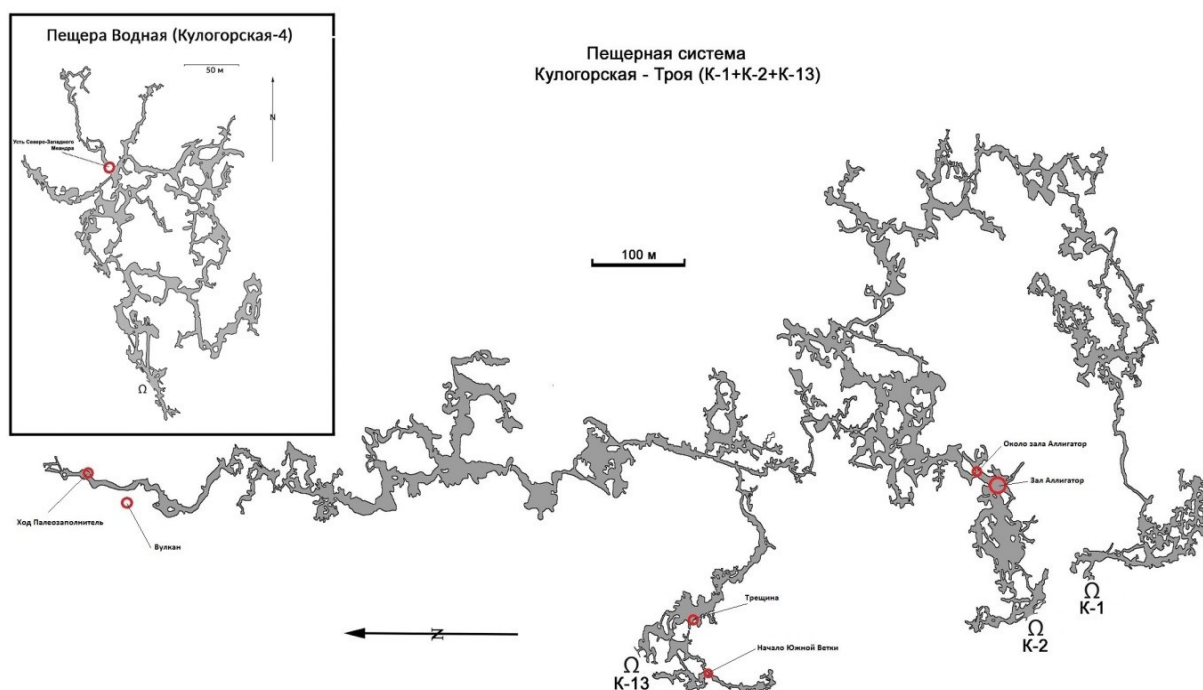 Пещера Водная (Кулогорская-4)
50 м
N
Усть Северо-Западного
Меандра
Ω
Пещерная система
Кулогорская - Троя (К-1+К-2+К-13)
100 м
Около зала Аллигатор
Зал Аллигатор
Ход Палеозаполнитель
Вулкан
Трещина
Начало Южной Ветки
N
Ω
К-1
Ω
К-2
Ω
К-13